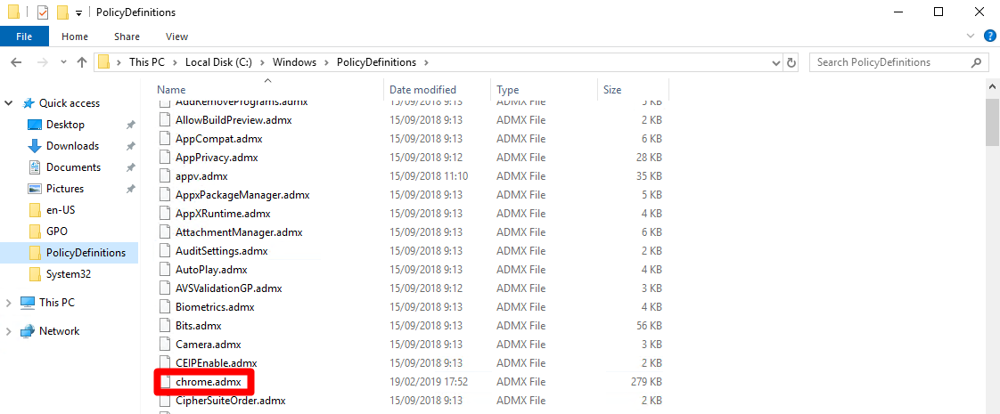 PolicyDefinitions
File Home Share View
This PC Local Disk (C:) Windows PolicyDefinitions Search PolicyDefinitions
Name Date modified Type Size
Quick access
Desktop
Downloads
Documents
Pictures
en-US
GPO
PolicyDefinitions
System32
This PC
Network
AddRemovePrograms.admx 15/09/2018 9:13 ADMX File 5 KB
AllowBuildPreview.admx 15/09/2018 9:13 ADMX File 2 KB
AppCompat.admx 15/09/2018 9:13 ADMX File 6 KB
AppPrivacy.admx 15/09/2018 9:12 ADMX File 28 KB
appv.admx 15/09/2018 11:10 ADMX File 35 KB
AppxPackageManager.admx 15/09/2018 9:13 ADMX File 5 KB
AppXRuntime.admx 15/09/2018 9:13 ADMX File 4 KB
AttachmentManager.admx 15/09/2018 9:13 ADMX File 6 KB
AuditSettings.admx 15/09/2018 9:13 ADMX File 2 KB
AutoPlay.admx 15/09/2018 9:13 ADMX File 4 KB
AVSValidationGP.admx 15/09/2018 9:12 ADMX File 3 KB
Biometrics.admx 15/09/2018 9:13 ADMX File 4 KB
Bits.admx 15/09/2018 9:13 ADMX File 56 KB
Camera.admx 15/09/2018 9:13 ADMX File 3 KB
CEIPEnable.admx 15/09/2018 9:13 ADMX File 2 KB
chrome.admx 19/02/2019 17:52 ADMX File 279 KB
CipherSuiteOrder.admx 15/09/2018 9:13 ADMX File 4 KB